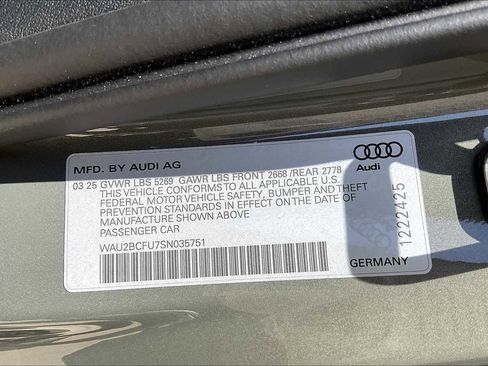 MFD. BY AUDI AG
03 25 GVWR LBS 5269 GAWR LBS FRONT 2668 /REAR 2778
THIS VEHICLE CONFORMS TO ALL APPLICABLE U.S.
FEDERAL MOTOR VEHICLE SAFETY, BUMPER AND THEFT
PREVENTION STANDARDS IN EFFECT ON THE DATE OF
MANUFACTURE SHOWN ABOVE
PASSENGER CAR
WAU2BCFU7SN035751
Audi
1222425
GERMANY